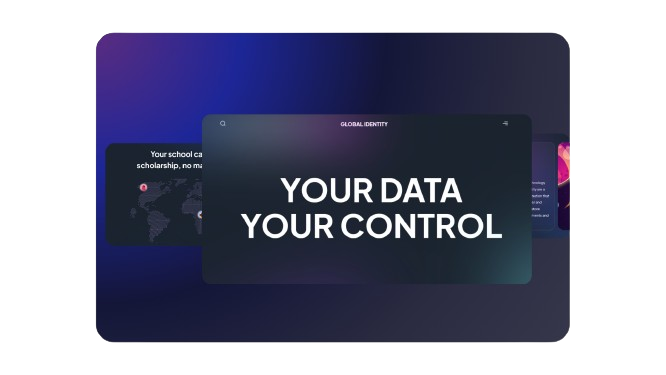 GLOBAL IDENTITY
YOUR DATA
YOUR CONTROL
Your school ca
scholarship, no ma